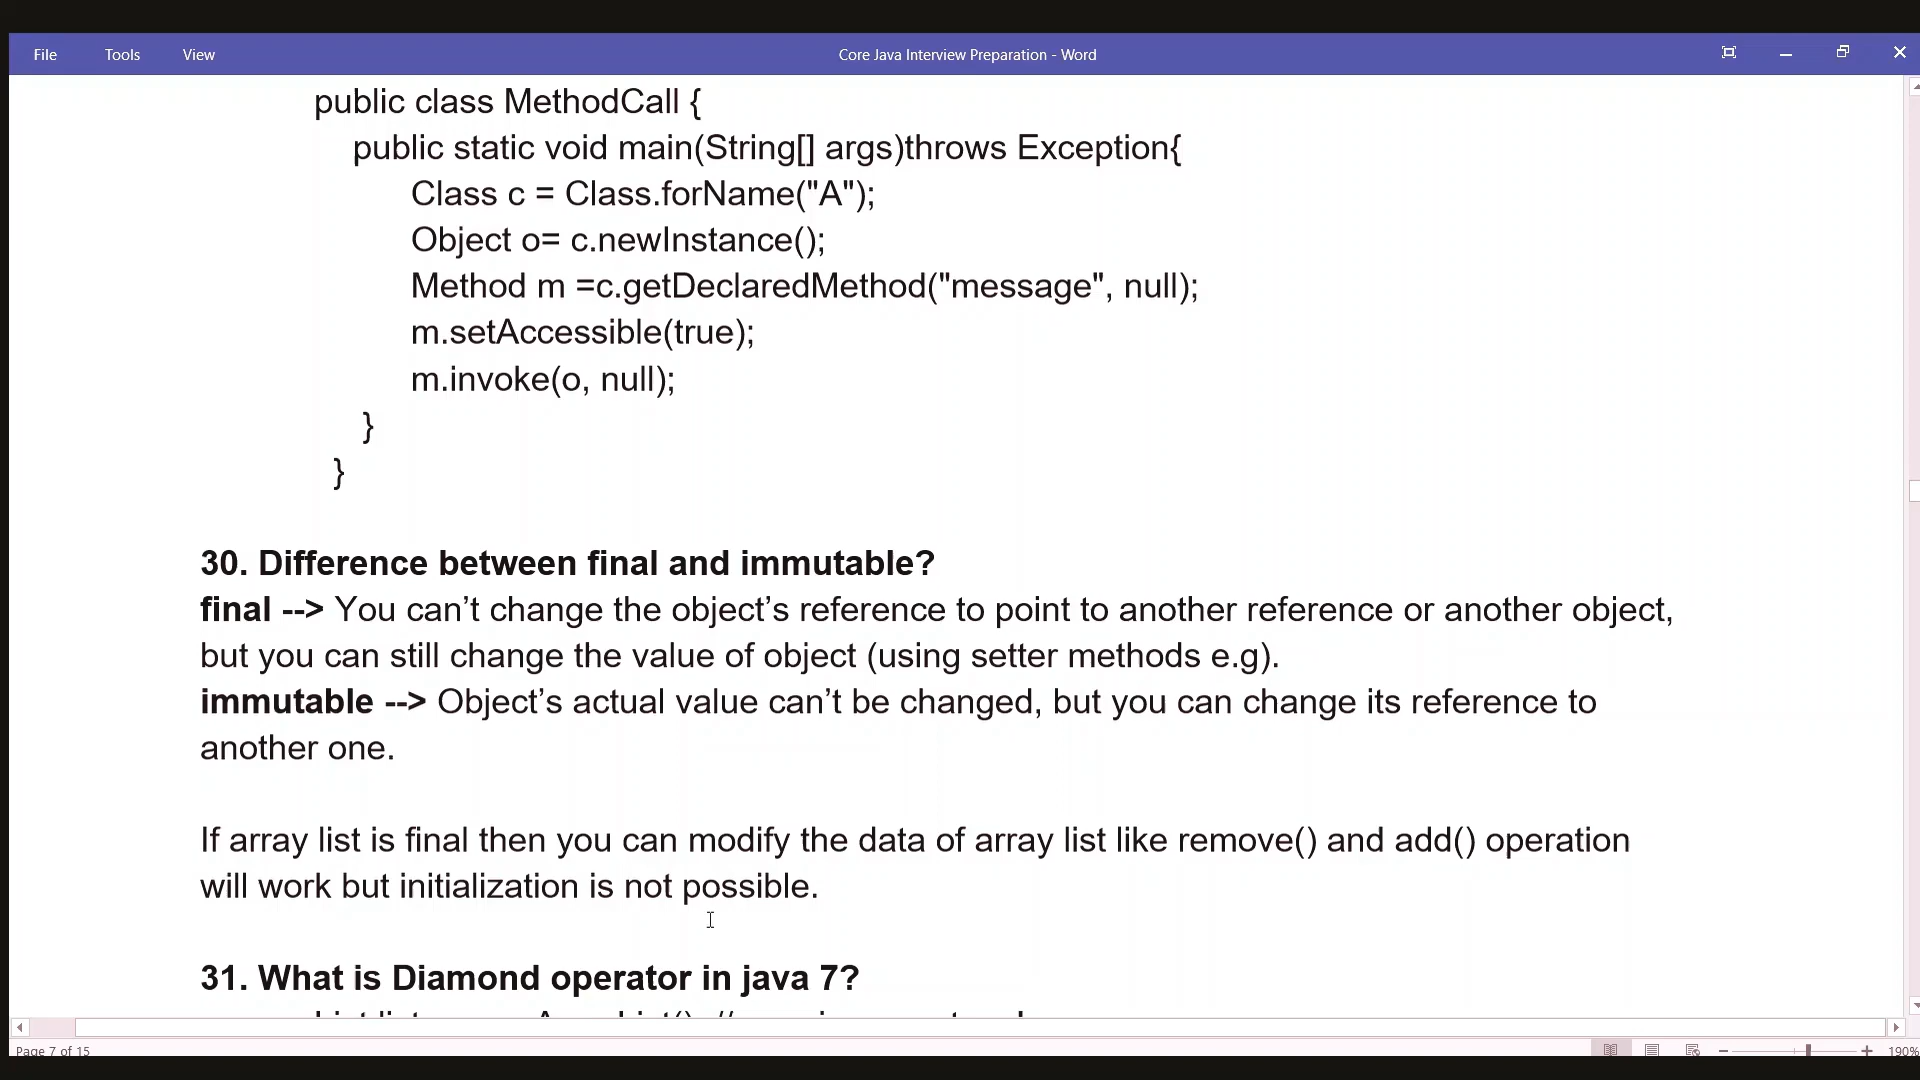 File Tools View Core Java Interview Preparation - Word
public class MethodCall {
public static void main(String[] args)throws Exception{
Class c = Class.forName("A");
Object o= c.newInstance();
Method m =c.getDeclaredMethod("message", null);
m.setAccessible(true);
m.invoke(o, null);
}
}
30. Difference between final and immutable?
final --> You can’t change the object’s reference to point to another reference or another object,
but you can still change the value of object (using setter methods e.g).
immutable --> Object’s actual value can’t be changed, but you can change its reference to
another one.
If array list is final then you can modify the data of array list like remove() and add() operation
will work but initialization is not possible.
31. What is Diamond operator in java 7?
Page 7 of 15 190%